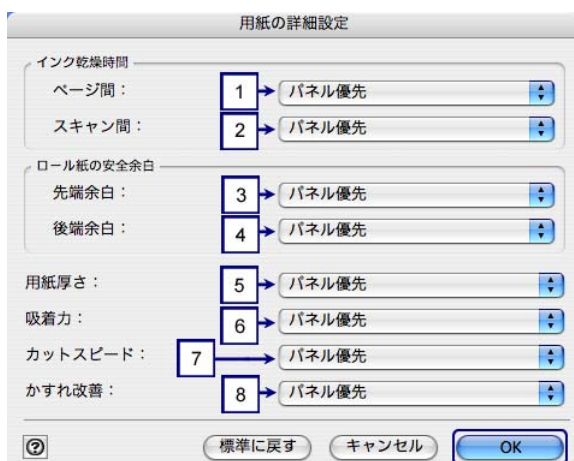 用紙の詳細設定
インク乾燥時間
ページ間： 1 パネル優先
スキャン間： 2 パネル優先
ロール紙の安全余白
先端余白： 3 パネル優先
後端余白： 4 パネル優先
用紙厚さ： 5 パネル優先
吸着力： 6 パネル優先
カットスピード： 7 パネル優先
かすれ改善： 8 パネル優先
? 標準に戻す キャンセル OK